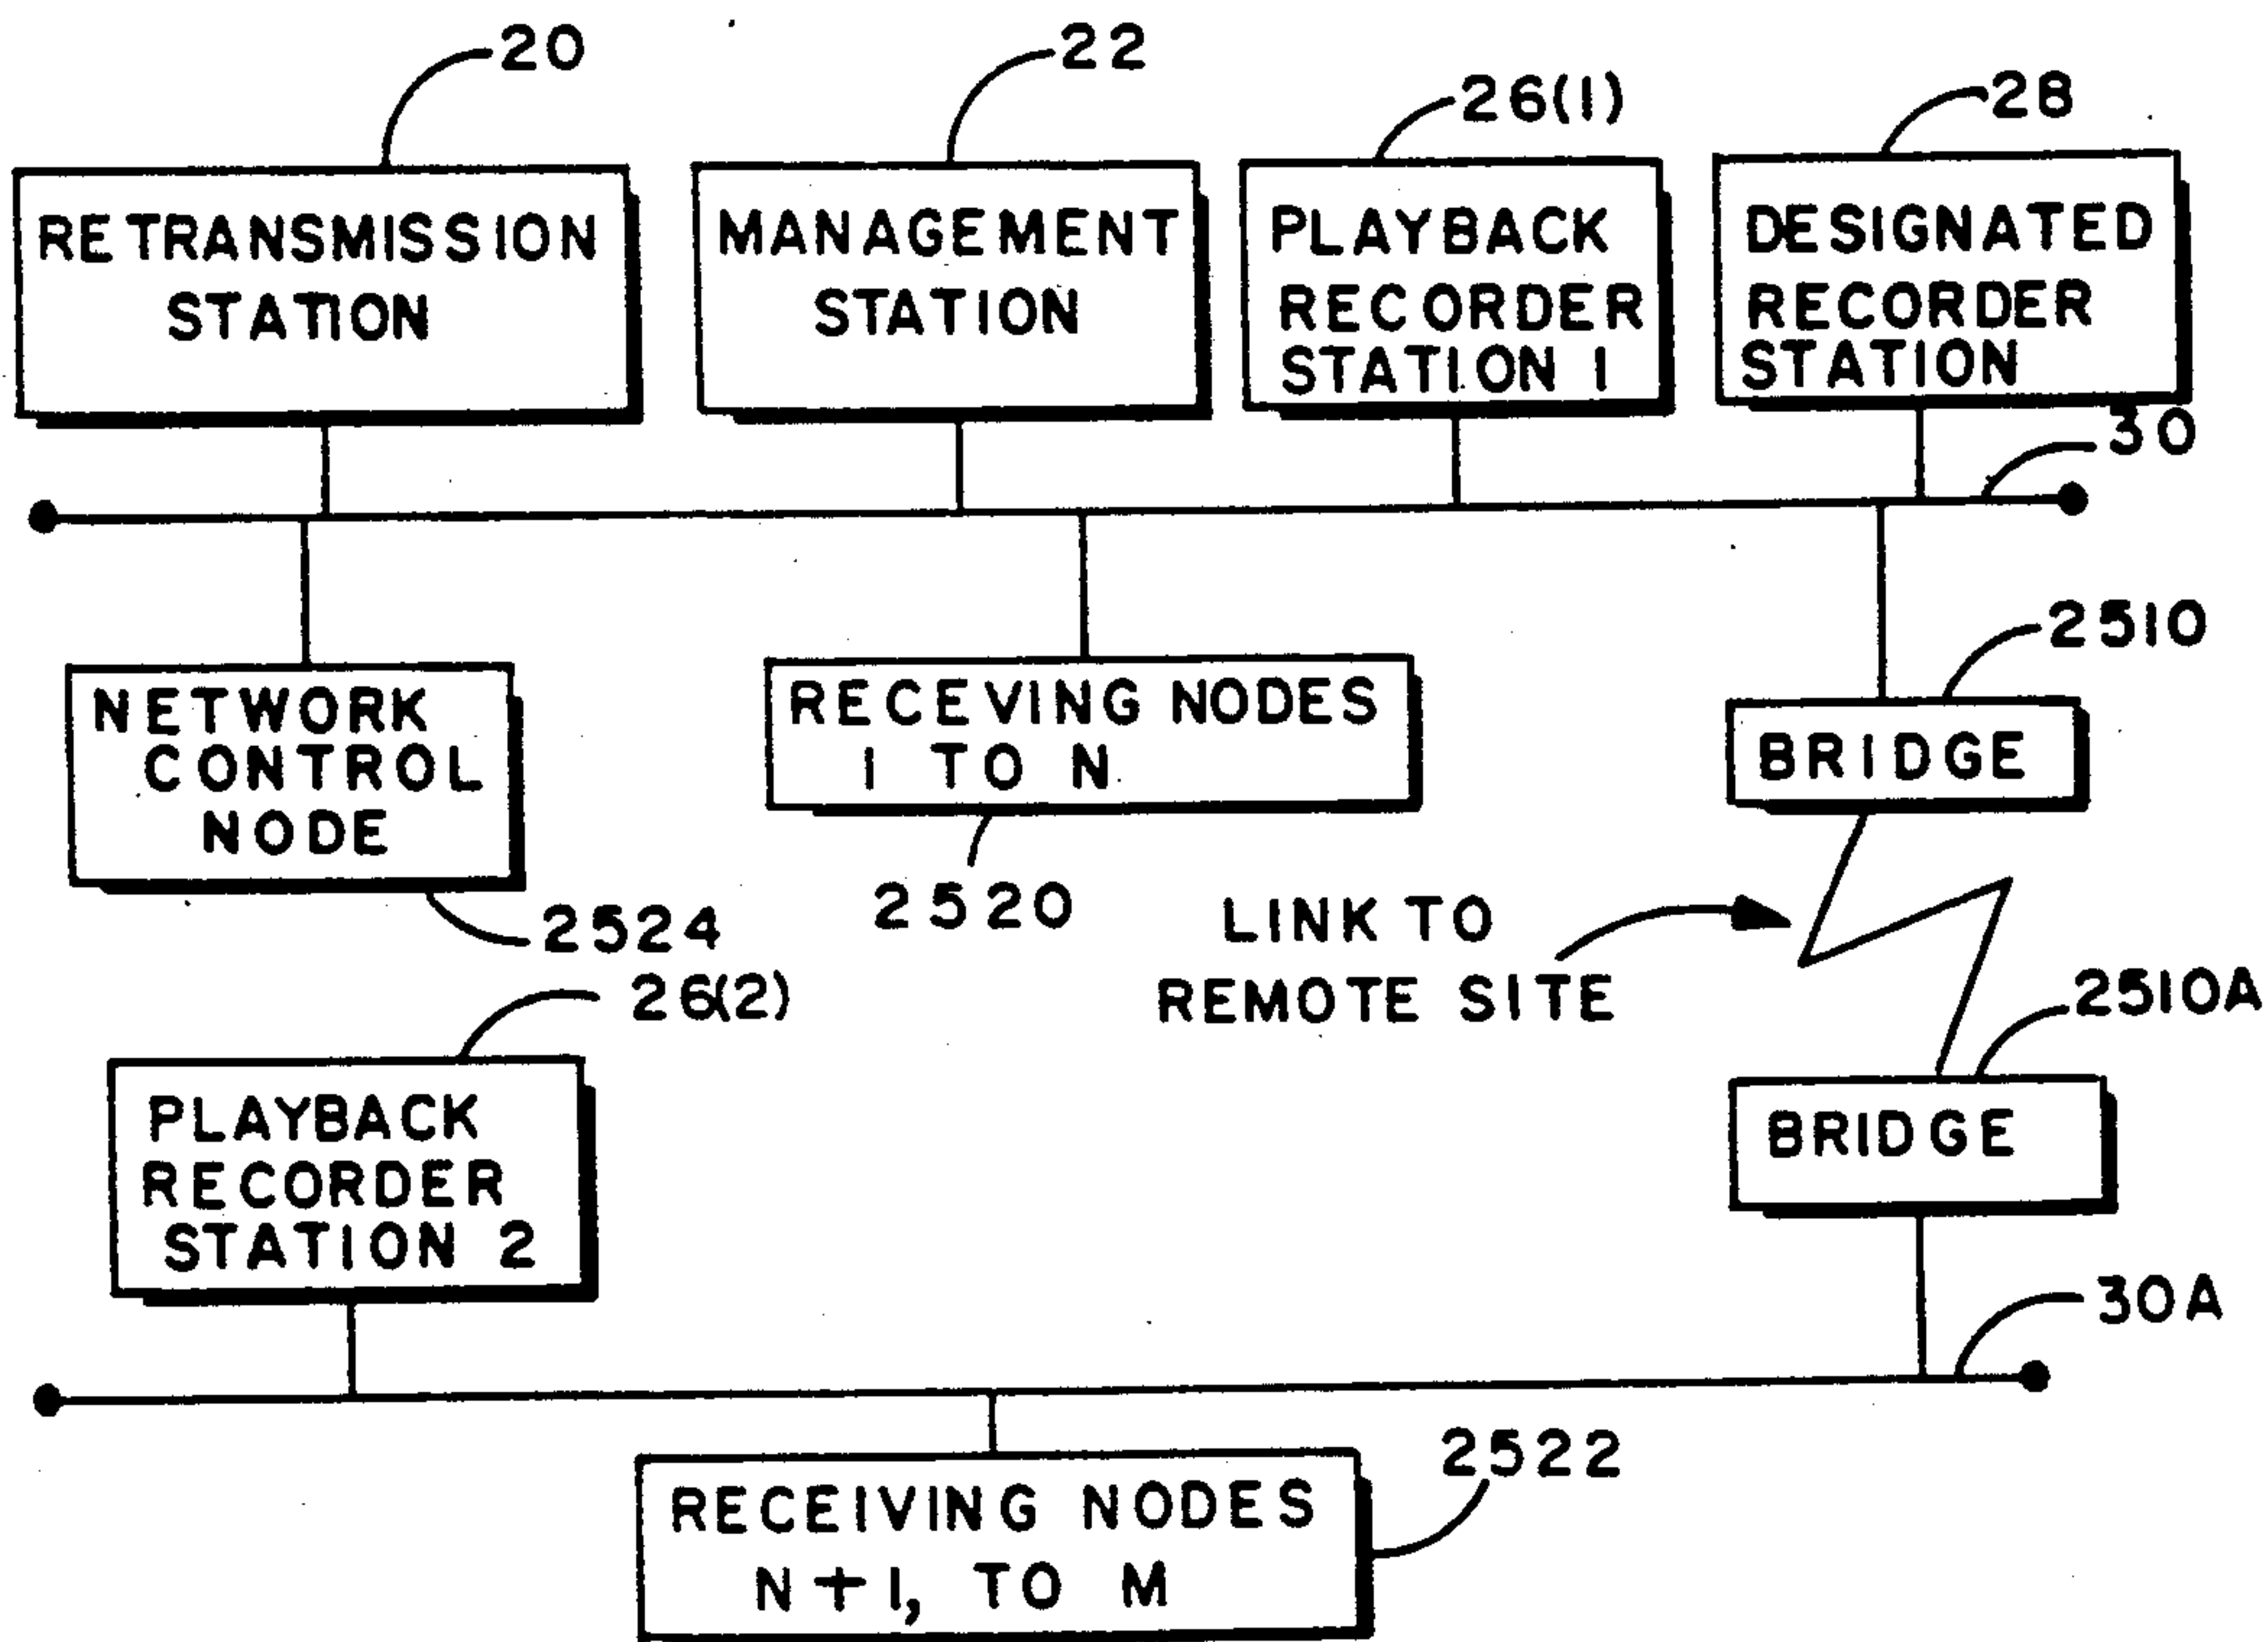 20
22
26(1)
28
RETRANSMISSION
STATION
MANAGEMENT
STATION
PLAYBACK
RECORDER
STATION 1
DESIGNATED
RECORDER
STATION
30
NETWORK
CONTROL
NODE
2524
RECEVING NODES
1 TO N
2520
2510
BRIDGE
LINK TO
REMOTE SITE
2510A
BRIDGE
26(2)
PLAYBACK
RECORDER
STATION 2
30A
2522
RECEIVING NODES
N+1, TO M